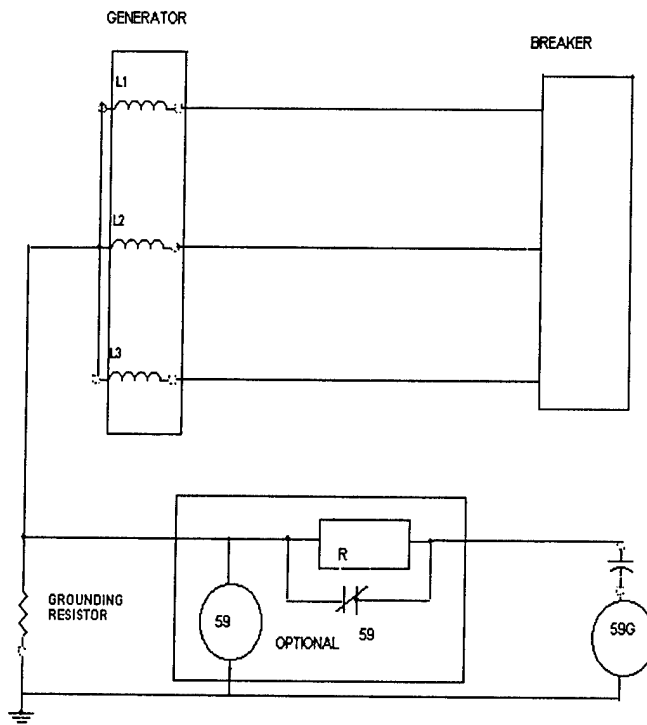 GENERATOR
BREAKER
L1
L2
L3
R
GROUNDING
RESISTOR
59
OPTIONAL
59
59G